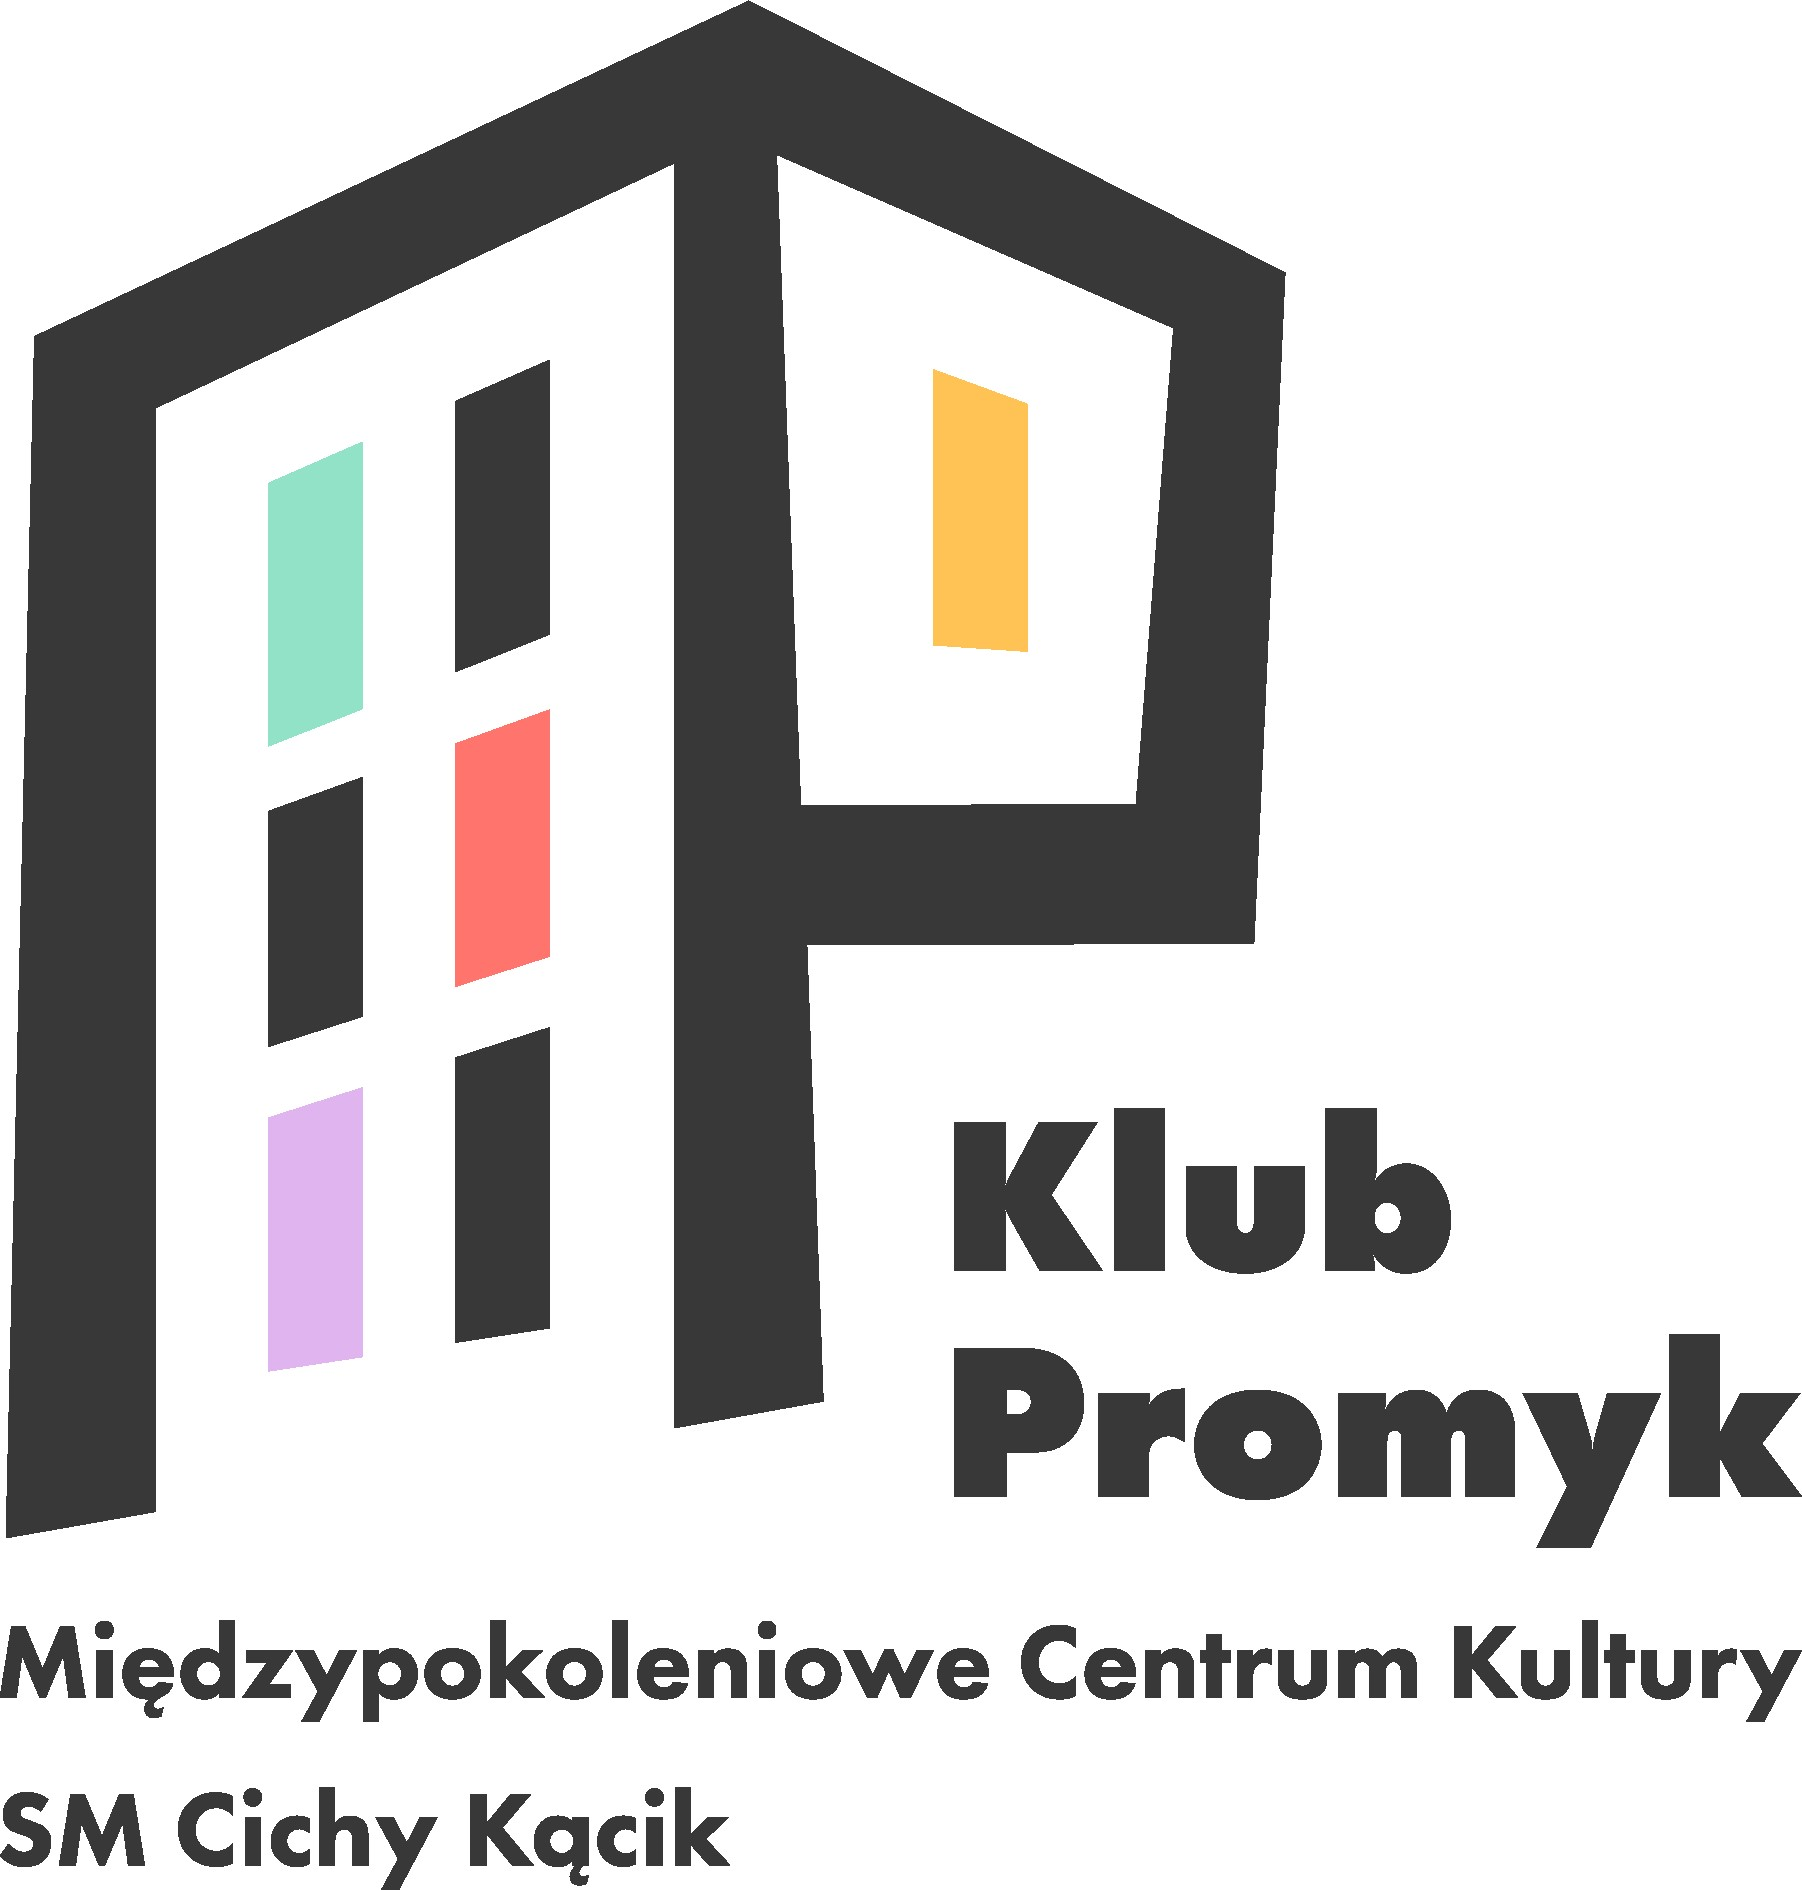 Klub
Promyk
Międzypokoleniowe Centrum Kultury
SM Cichy Kącik